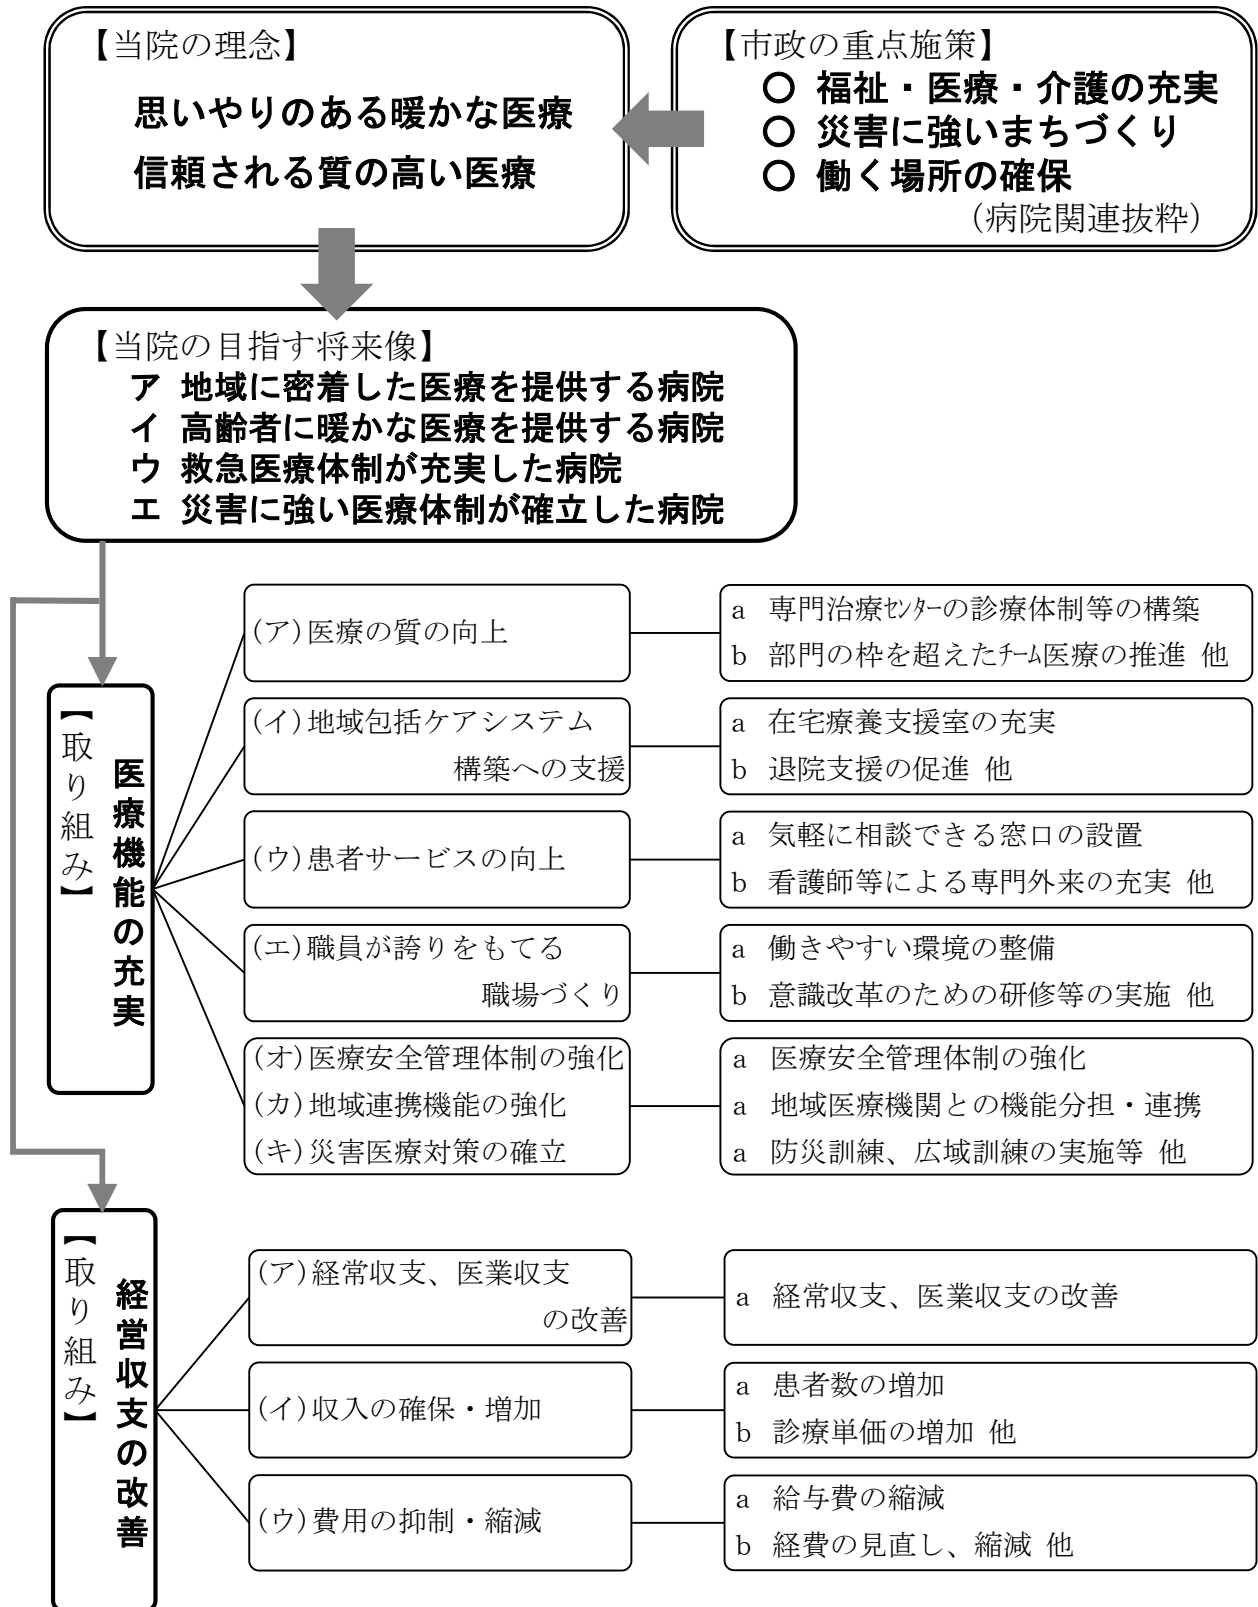 【当院の理念】
思いやりのある暖かな医療
信頼される質の高い医療
【市政の重点施策】
○ 福祉・医療・介護の充実
○ 災害に強いまちづくり
○ 働く場所の確保
(病院関連抜粋)
【当院の目指す将来像】
ア 地域に密着した医療を提供する病院
イ 高齢者に暖かな医療を提供する病院
ウ 救急医療体制が充実した病院
エ 災害に強い医療体制が確立した病院
【取り組み】
医療機能の充実
(ア)医療の質の向上
a 専門治療ｾﾝﾀｰの診療体制等の構築
b 部門の枠を超えたﾁｰﾑ医療の推進 他
(イ)地域包括ケアシステム
構築への支援
a 在宅療養支援室の充実
b 退院支援の促進 他
(ウ)患者サービスの向上
a 気軽に相談できる窓口の設置
b 看護師等による専門外来の充実 他
(エ)職員が誇りをもてる
職場づくり
a 働きやすい環境の整備
b 意識改革のための研修等の実施 他
(オ)医療安全管理体制の強化
(カ)地域連携機能の強化
(キ)災害医療対策の確立
a 医療安全管理体制の強化
a 地域医療機関との機能分担・連携
a 防災訓練、広域訓練の実施等 他
【取り組み】
経営収支の改善
(ア)経常収支、医業収支
の改善
a 経常収支、医業収支の改善
(イ)収入の確保・増加
a 患者数の増加
b 診療単価の増加 他
(ウ)費用の抑制・縮減
a 給与費の縮減
b 経費の見直し、縮減 他